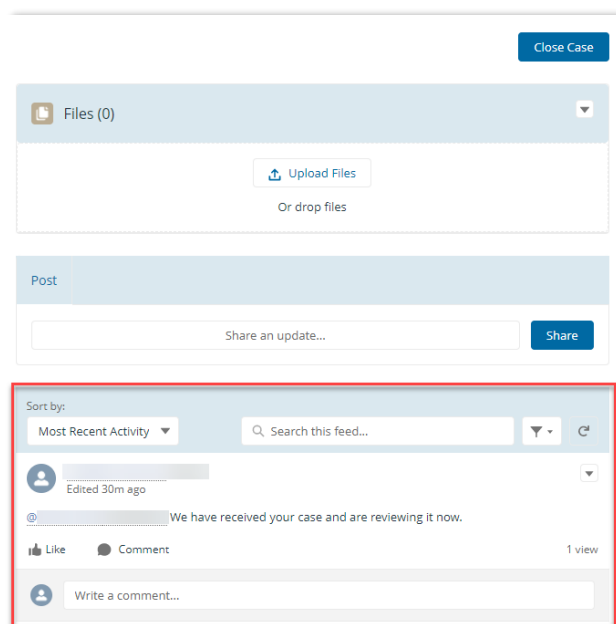 Close Case
Files (0)
Upload Files
Or drop files
Post
Share an update...
Share
Sort by:
Most Recent Activity
Search this feed...
Edited 30m ago
@ We have received your case and are reviewing it now.
Like Comment 1 view
Write a comment...